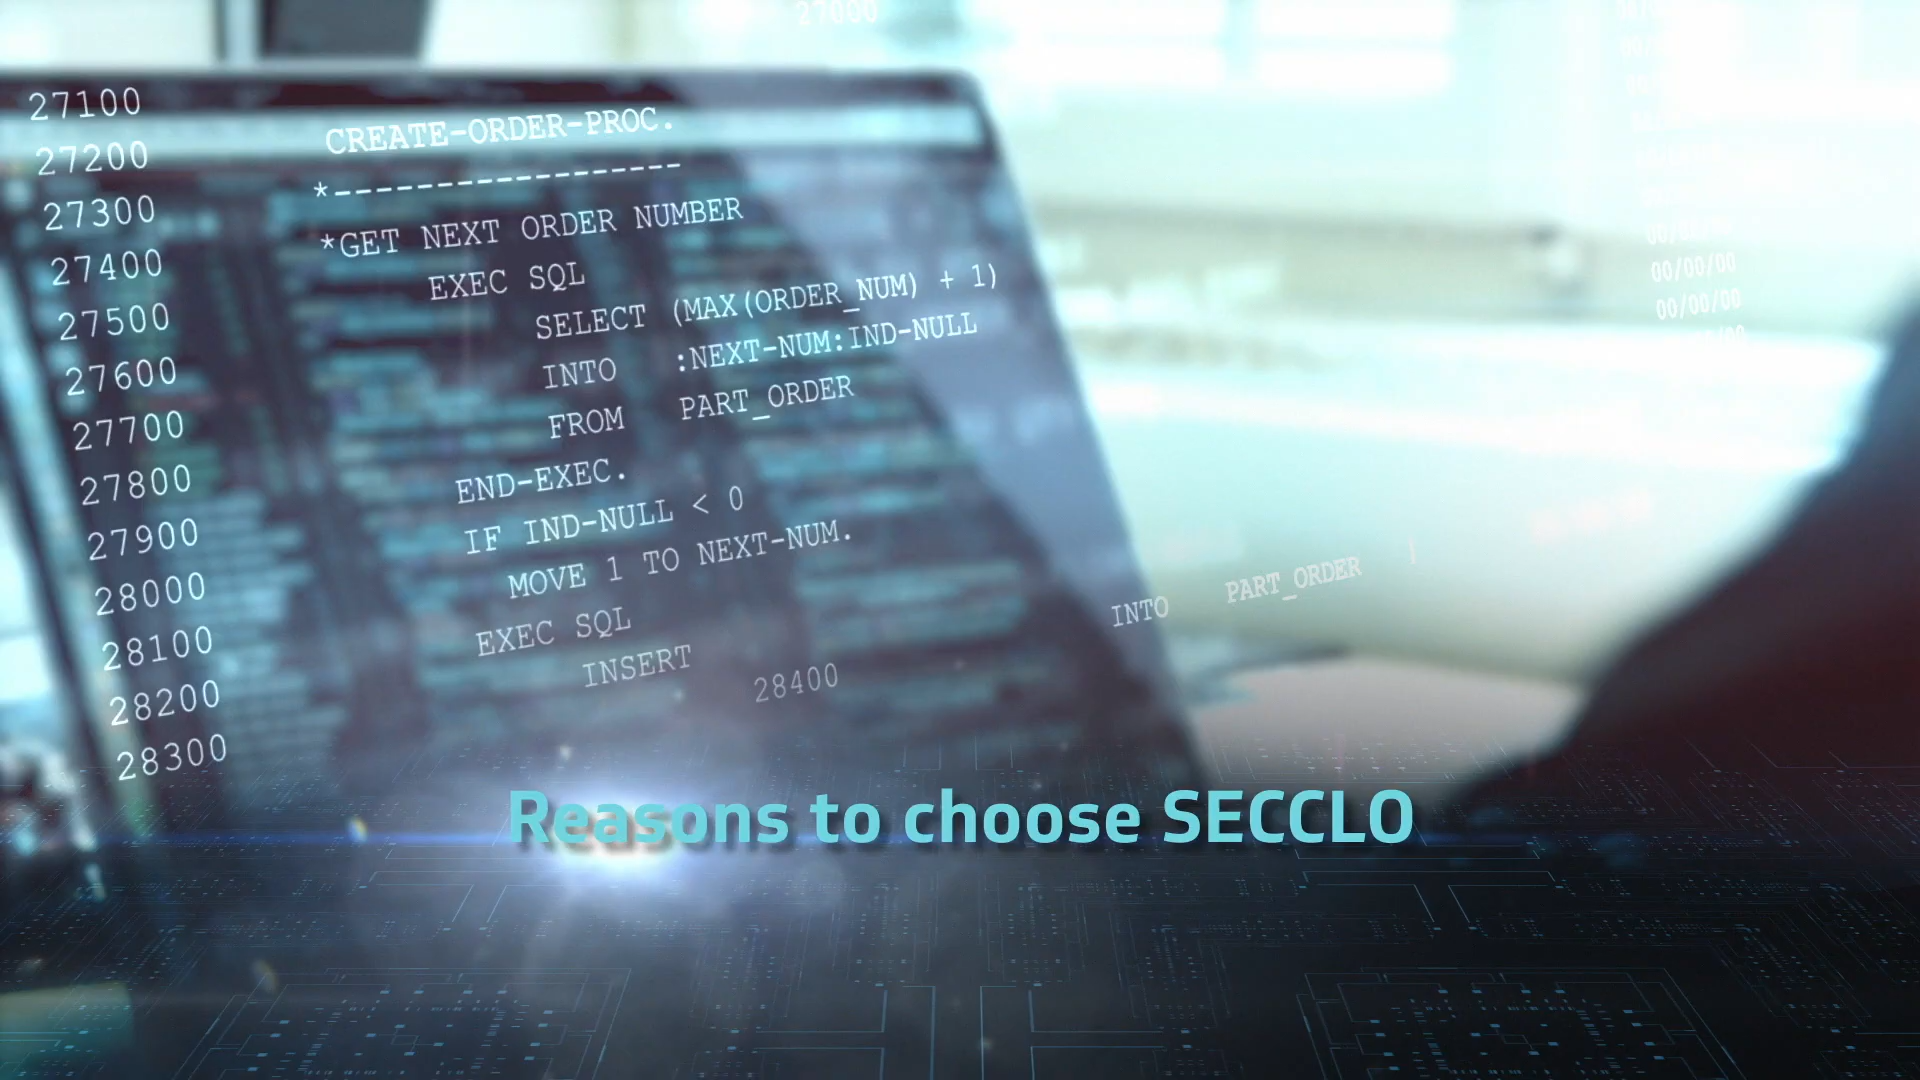 27000
27100
CREATE-ORDER-PROC.
27200
*------------------
27300
*GET NEXT ORDER NUMBER
27400
EXEC SQL
27500
SELECT (MAX(ORDER_NUM) + 1)
27600
INTO :NEXT-NUM:IND-NULL
27700
FROM PART_ORDER
27800
END-EXEC.
27900
IF IND-NULL < 0
28000
MOVE 1 TO NEXT-NUM.
28100
EXEC SQL
28200
INSERT
28300
28400
INTO PART_ORDER
00/00/00
00/00/00
Reasons to choose SECCLO